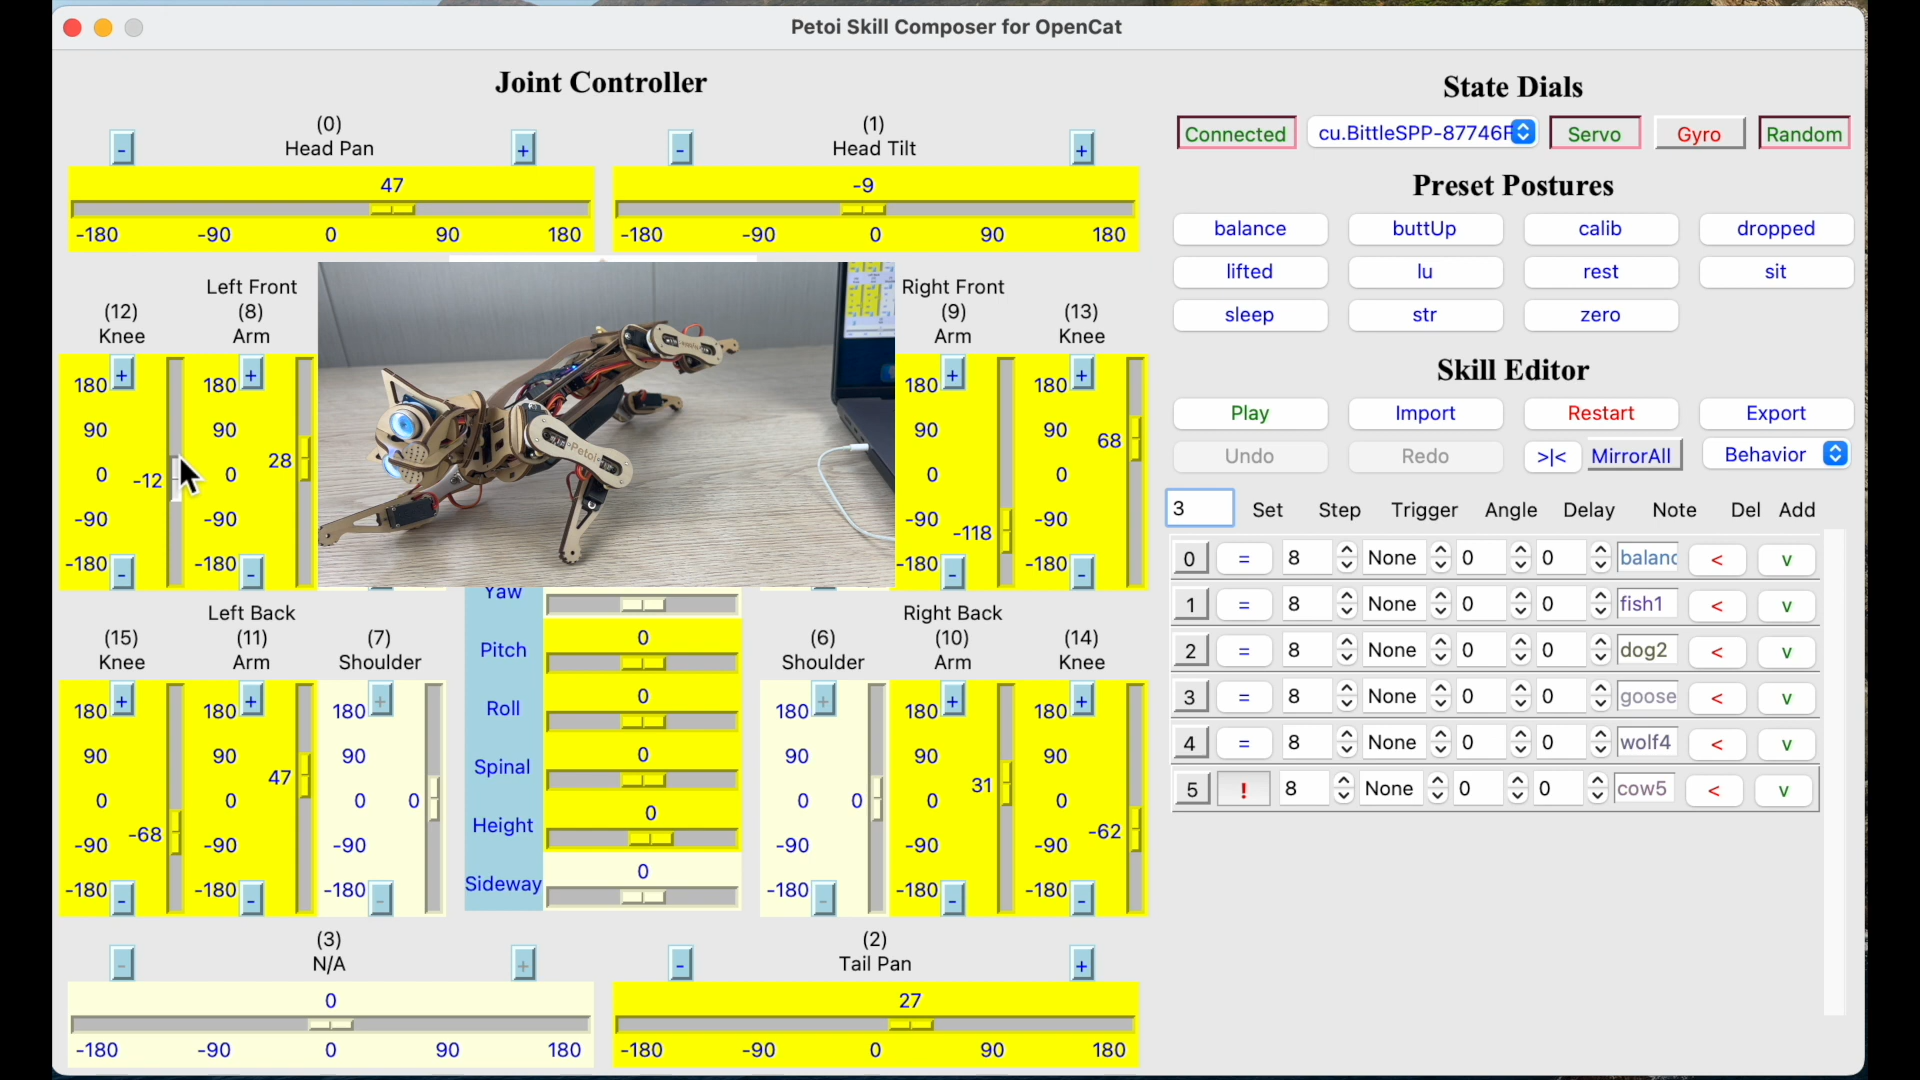 Petoi Skill Composer for OpenCat
Joint Controller
(0)
Head Pan
-
+
47
-180 -90 0 90 180
(1)
Head Tilt
-
+
-9
-180 -90 0 90 180
Left Front
(12)
Knee
(8)
Arm
180 +
90
0
-90
-180 -
-12
180 +
90
0
-90
-180 -
28
Petoi
Right Front
(9)
Arm
(13)
Knee
180 +
90
0
-90
-180 -
-118
180 +
90
0
-90
-180 -
68
Left Back
(15)
Knee
(11)
Arm
(7)
Shoulder
180 +
90
0
-90
-180 -
-68
180 +
90
0
-90
-180 -
47
180 +
90
0
-90
-180 -
0
Yaw
Pitch 0
Roll 0
Spinal 0
Height 0
Sideway 0
Right Back
(6)
Shoulder
(10)
Arm
(14)
Knee
180 +
90
0
-90
-180 -
0
180 +
90
0
-90
-180 -
31
180 +
90
0
-90
-180 -
-62
(3)
N/A
-
+
0
-180 -90 0 90 180
(2)
Tail Pan
-
+
27
-180 -90 0 90 180
State Dials
Connected cu.BittleSPP-87746F Servo Gyro Random
Preset Postures
balance buttUp calib dropped
lifted lu rest sit
sleep str zero
Skill Editor
Play Import Restart Export
Undo Redo >|< MirrorAll Behavior
3 Set Step Trigger Angle Delay Note Del Add
0 = 8 None 0 0 balanc < v
1 = 8 None 0 0 fish1 < v
2 = 8 None 0 0 dog2 < v
3 = 8 None 0 0 goose < v
4 = 8 None 0 0 wolf4 < v
5 ! 8 None 0 0 cow5 < v